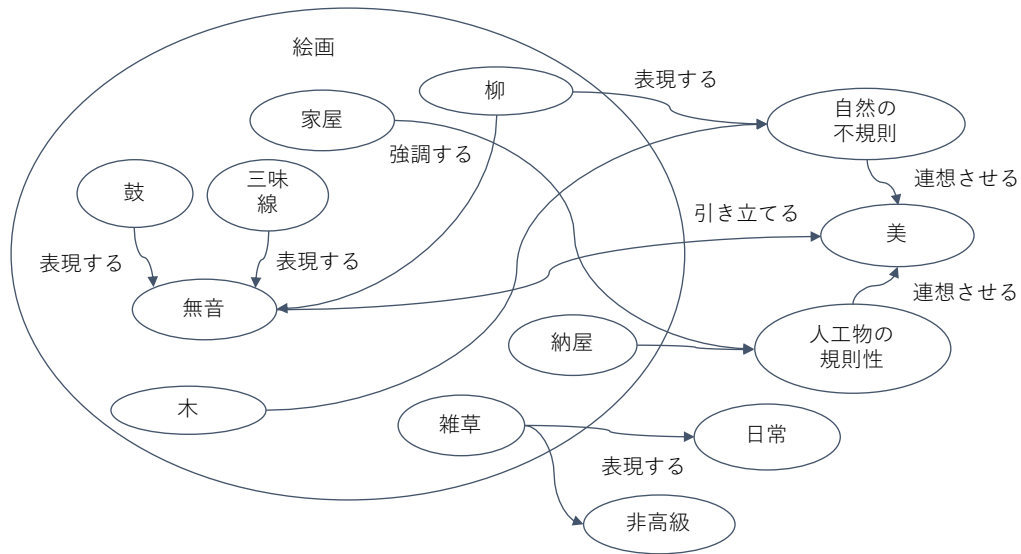 絵画
柳
表現する
家屋
自然の
不規則
強調する
鼓
三味
線
連想させる
引き立てる
美
表現する
表現する
無音
連想させる
納屋
人工物の
規則性
木
雑草
日常
表現する
非高級